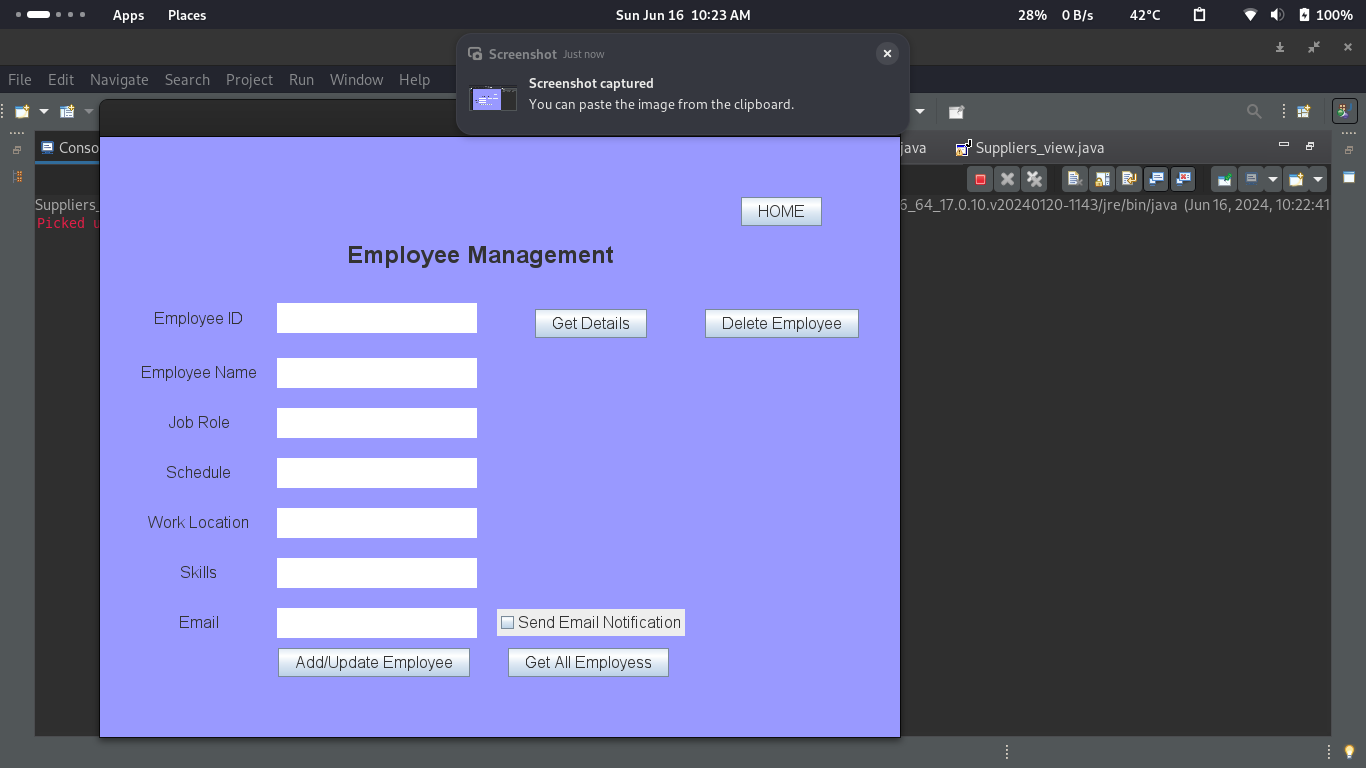 Apps Places Sun Jun 16 10:23 AM 28% 0 B/s 42°C 100%
Screenshot Just now
Screenshot captured
You can paste the image from the clipboard.
File Edit Navigate Search Project Run Window Help
Conso java Suppliers_view.java
Suppliers_ 6_64_17.0.10.v20240120-1143/jre/bin/java (Jun 16, 2024, 10:22:41
Picked u
HOME
Employee Management
Employee ID Get Details Delete Employee
Employee Name
Job Role
Schedule
Work Location
Skills
Email Send Email Notification
Add/Update Employee Get All Employess